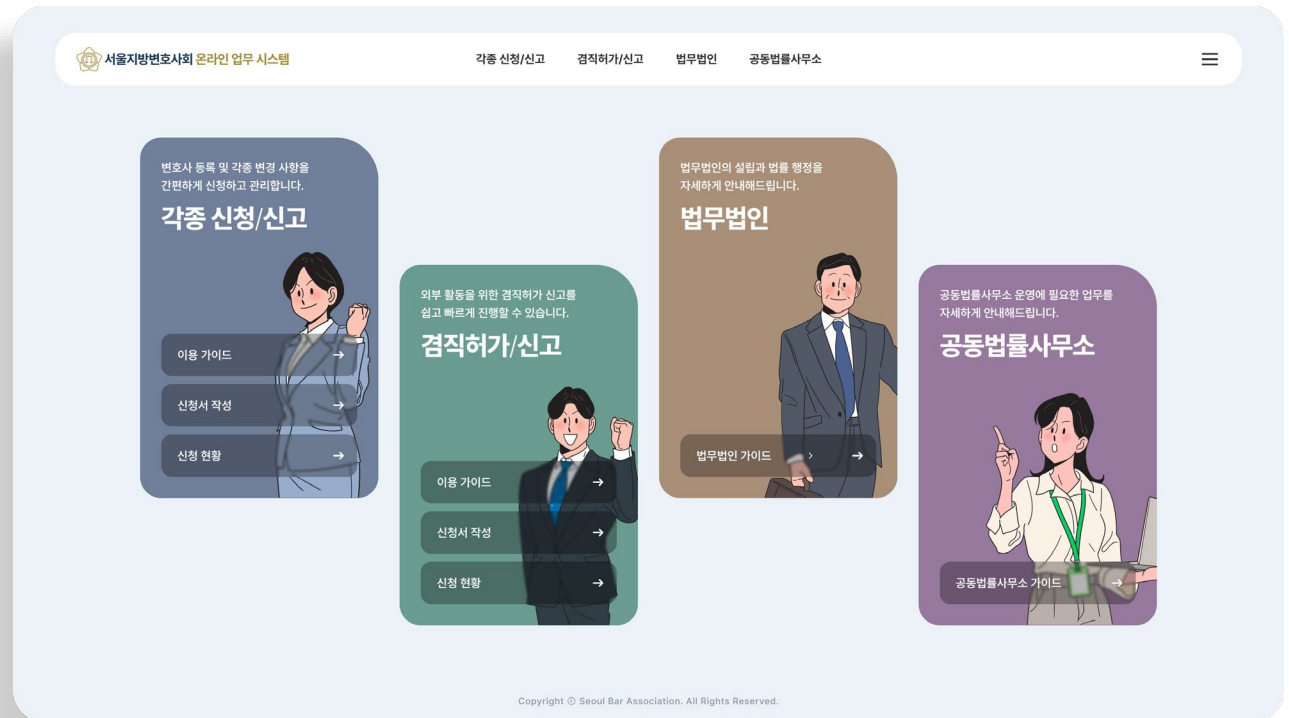 서울지방변호사회 온라인 업무 시스템
각종 신청/신고
겸직허가/신고
법무법인
공동법률사무소
변호사 등록 및 각종 변경 사항을
간편하게 신청하고 관리합니다.
각종 신청/신고
이용 가이드
신청서 작성
신청 현황
외부 활동을 위한 겸직허가 신고를
쉽고 빠르게 진행할 수 있습니다.
겸직허가/신고
이용 가이드
신청서 작성
신청 현황
법무법인의 설립과 법률 행정을
자세하게 안내해드립니다.
법무법인
법무법인 가이드
공동법률사무소 운영에 필요한 업무를
자세하게 안내해드립니다.
공동법률사무소
공동법률사무소 가이드
Copyright ⓒ Seoul Bar Association. All Rights Reserved.